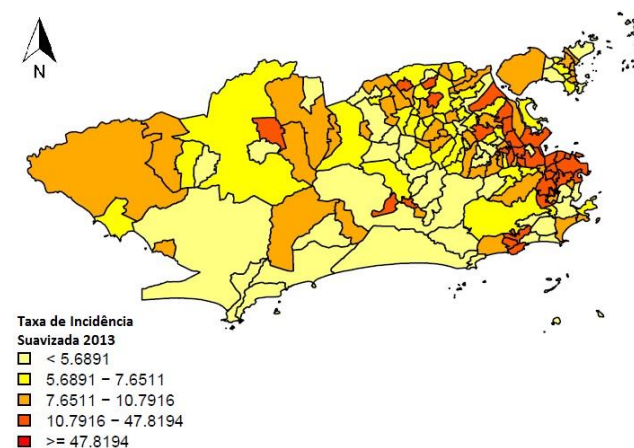 N
Taxa de Incidência
Suavizada 2013
< 5.6891
5.6891 – 7.6511
7.6511 – 10.7916
10.7916 – 47.8194
>= 47.8194